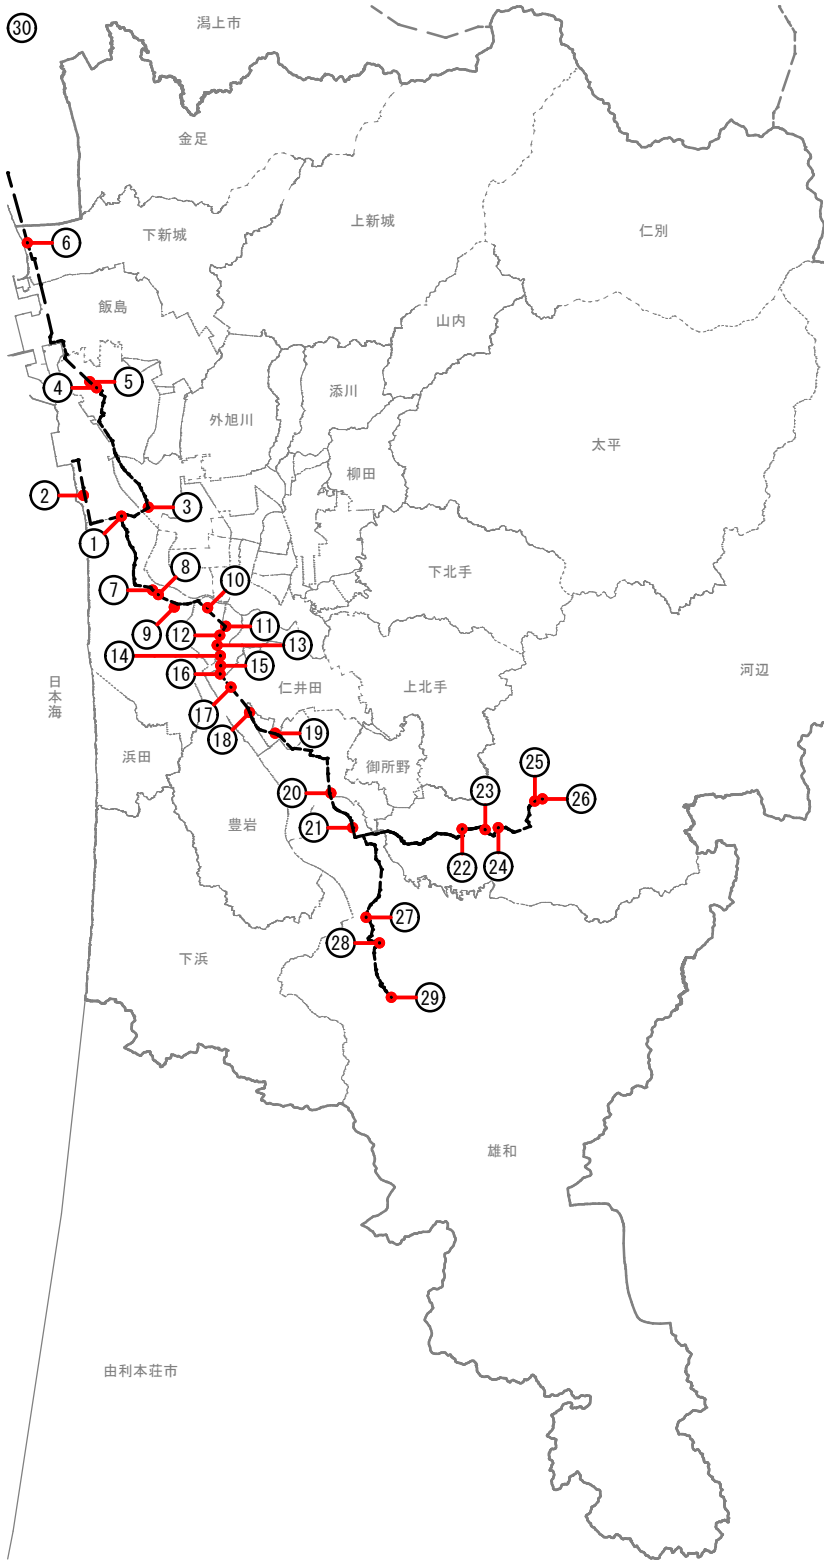 ㉚
潟上市
金足
下新城
上新城
仁別
⑥
飯島
山内
④
⑤
添川
外旭川
太平
柳田
②
③
①
下北手
⑦
⑧
⑨
⑩
⑪
⑫
⑬
⑭
⑮
⑯
河辺
仁井田
上北手
日本海
⑰
⑱
⑲
浜田
御所野
㉕
⑳
㉖
㉓
豊岩
㉑
㉒
㉔
㉗
㉘
下浜
㉙
雄和
由利本荘市